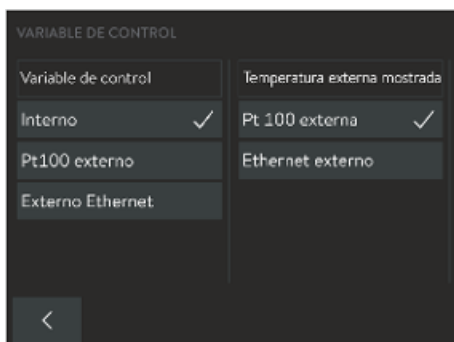 VARIABLE DE CONTROL
Variable de control
Interno
Pt100 externo
Externo Ethernet
Temperatura externa mostrada
Pt 100 externa
Ethernet externo